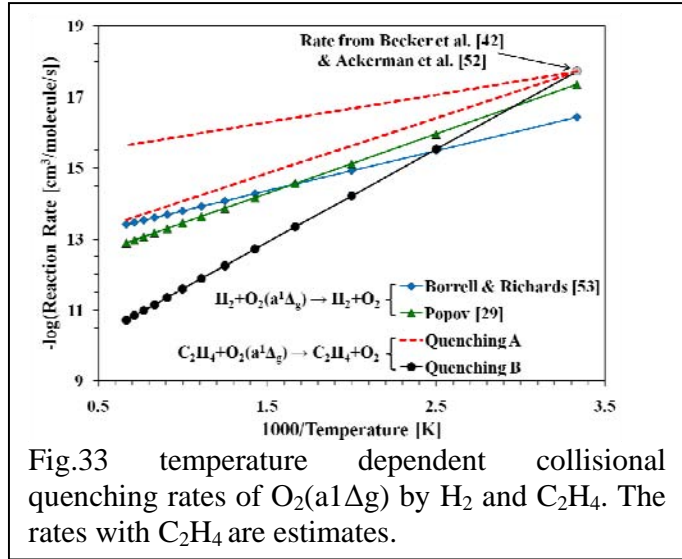 19
17
15
13
11
9
-log(Reaction Rate [cm³/molecule/s])
Rate from Becker et al. [42]
& Ackerman et al. [52]
H₂+O₂(a¹Δg) → H₂+O₂
Borrell & Richards [53]
Popov [29]
C₂H₄+O₂(a¹Δg) → C₂H₄+O₂
Quenching A
Quenching B
0.5 1.5 2.5 3.5
1000/Temperature [K]
Fig.33 temperature dependent collisional
quenching rates of O₂(a1Δg) by H₂ and C₂H₄. The
rates with C₂H₄ are estimates.